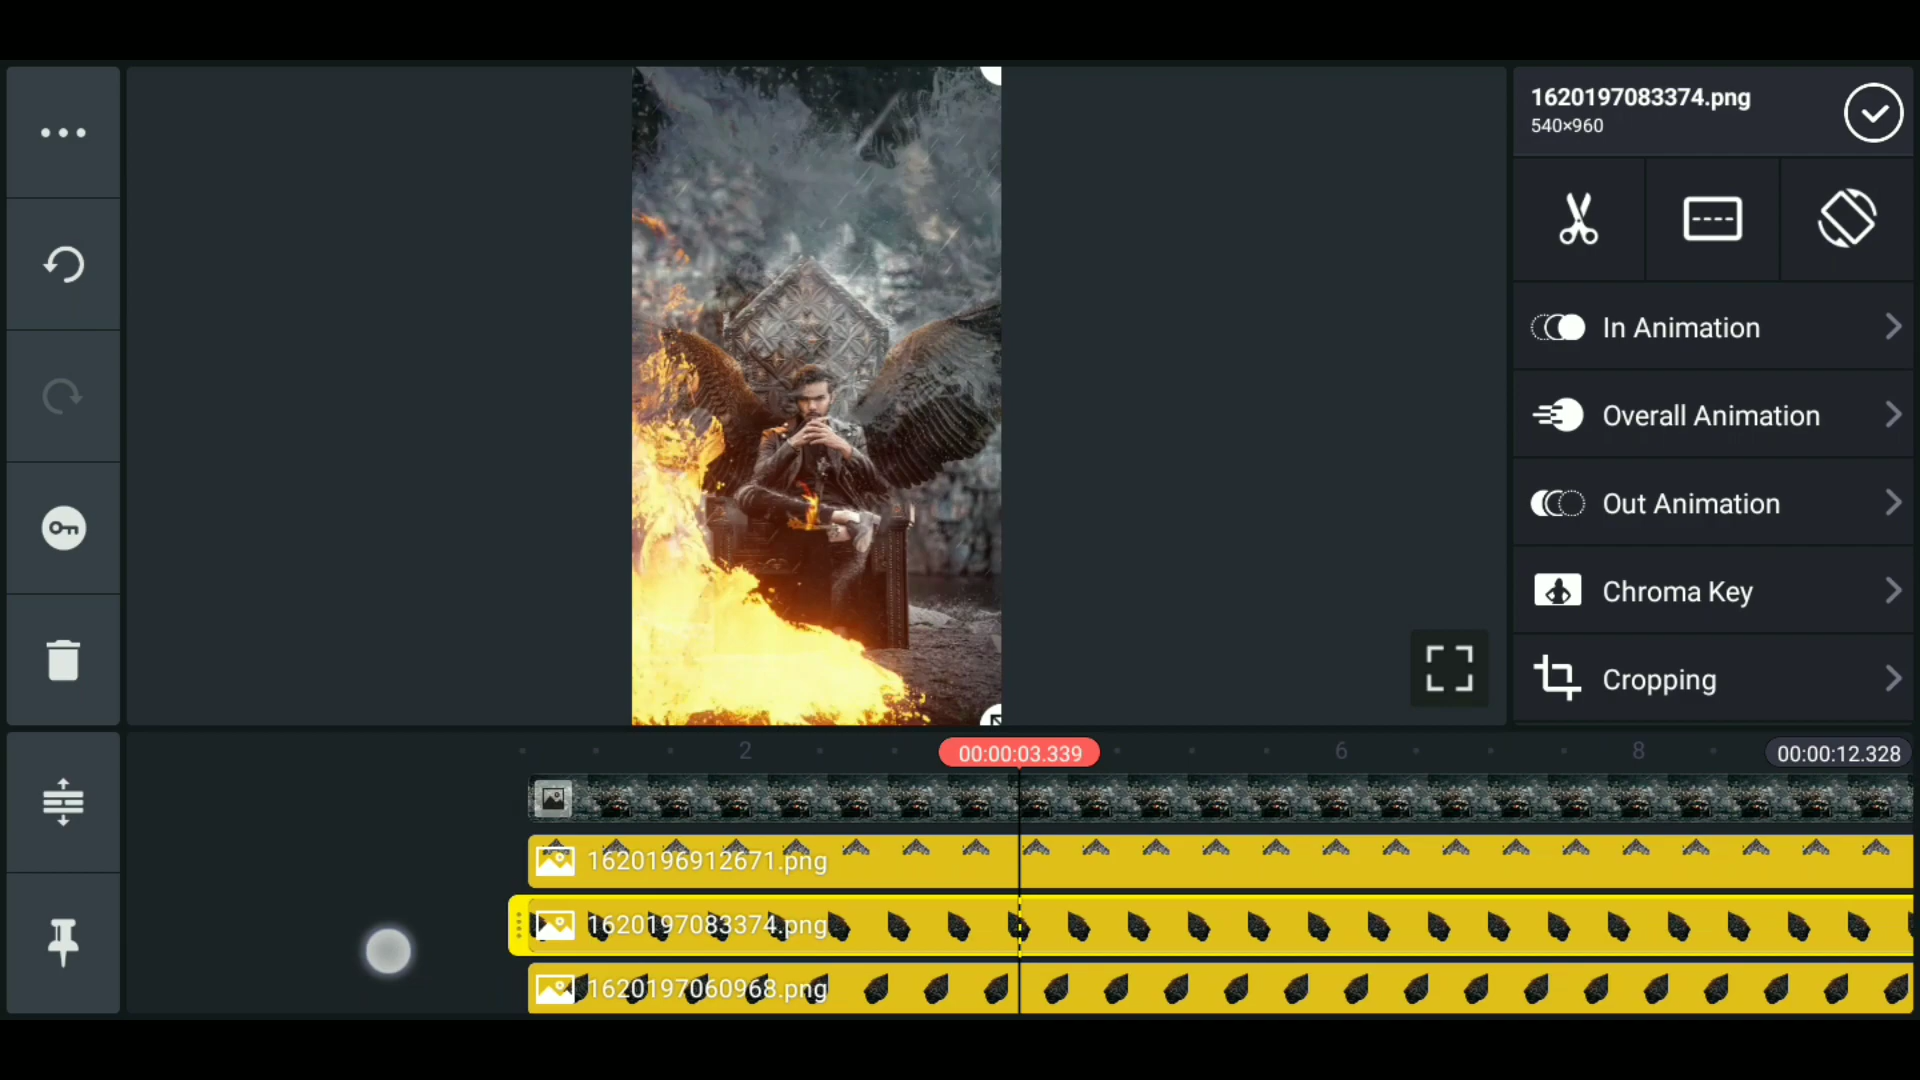 1620197083374.png
540×960
In Animation
Overall Animation
Out Animation
Chroma Key
Cropping
2
00:00:03.339
6
8
00:00:12.328
1620196912671.png
1620197083374.png
1620197060968.png